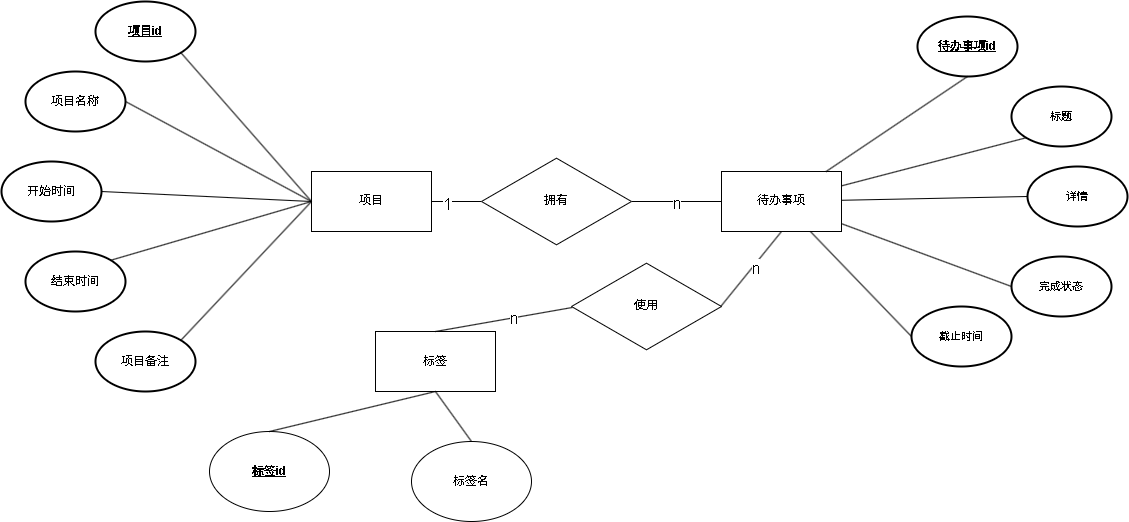 项目id
待办事项id
项目名称
标题
开始时间
项目
1
拥有
n
待办事项
详情
结束时间
n
完成状态
使用
n
截止时间
项目备注
标签
标签id
标签名